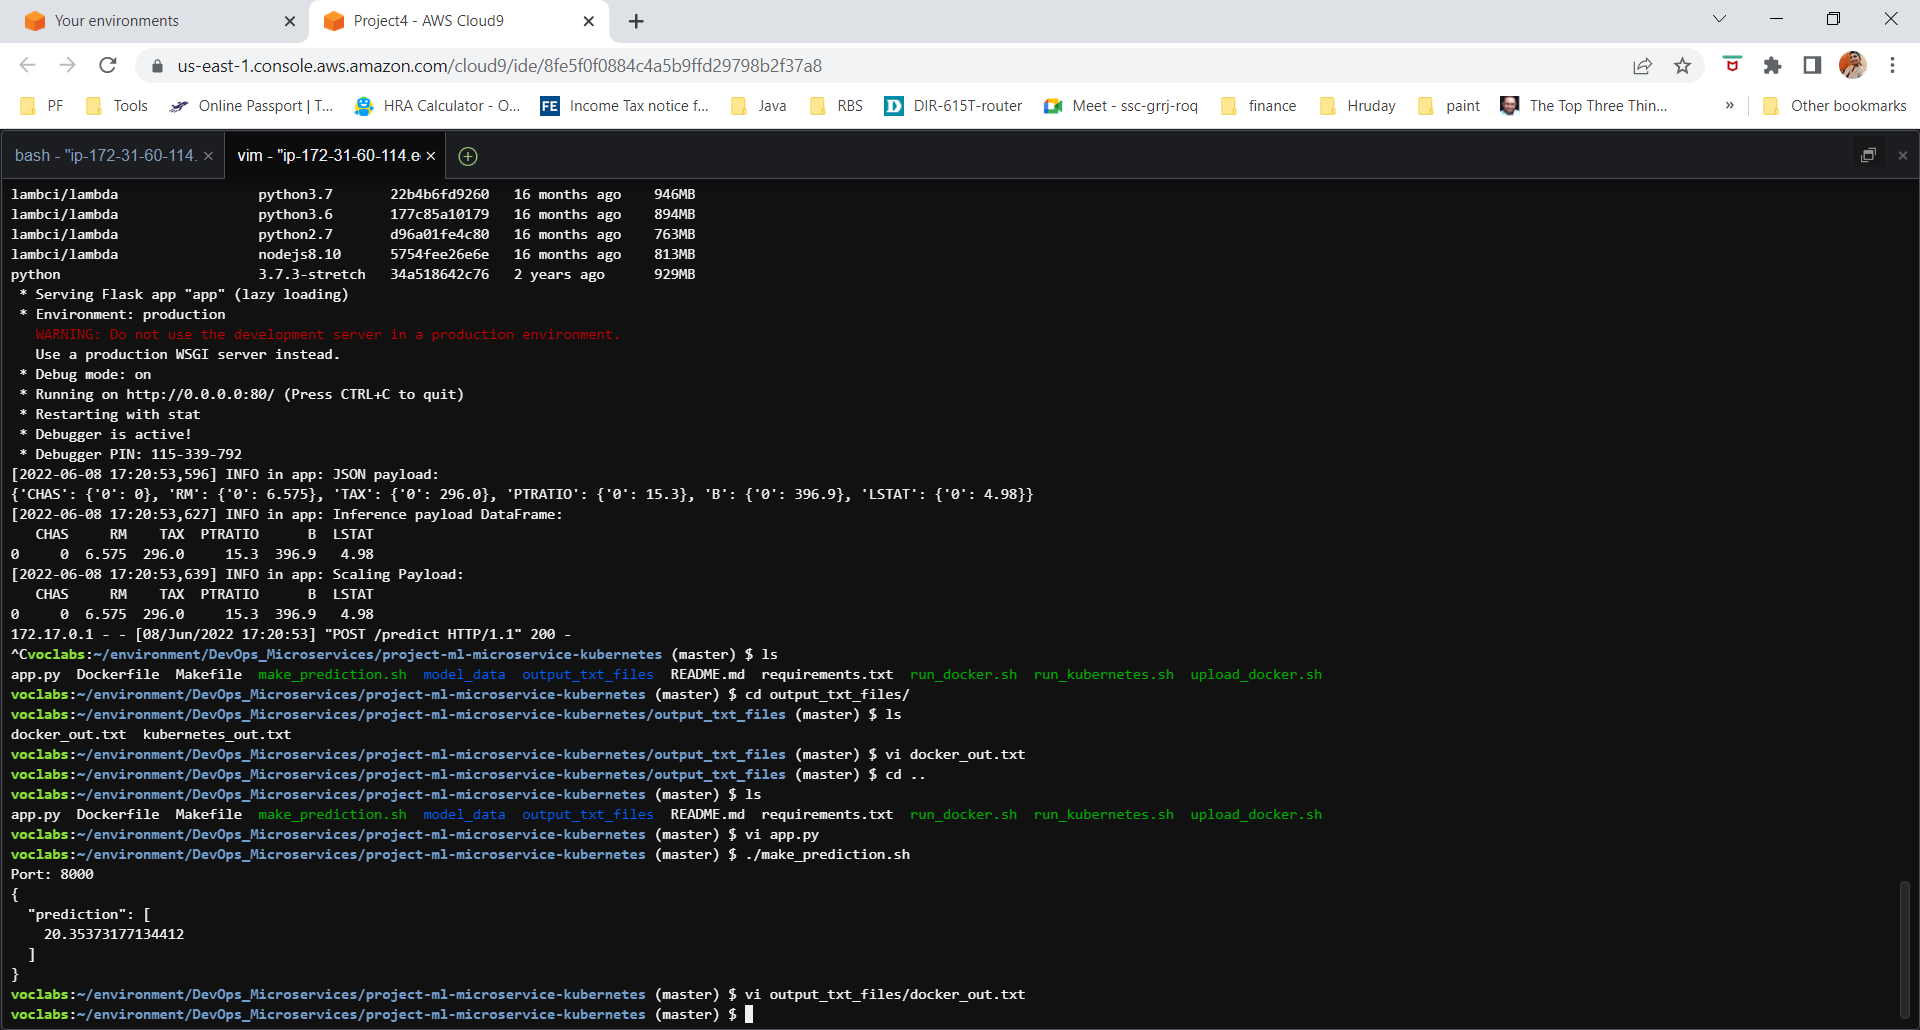 Your environments
Project4 - AWS Cloud9
us-east-1.console.aws.amazon.com/cloud9/ide/8fe5f0f0884c4a5b9ffd29798b2f37a8
PF Tools Online Passport | T... HRA Calculator - O... FE Income Tax notice f... Java RBS D DIR-615T-router Meet - ssc-grrj-roq finance Hruday paint The Top Three Thin... » Other bookmarks
bash - "ip-172-31-60-114. vim - "ip-172-31-60-114.e
lambci/lambda python3.7 22b4b6fd9260 16 months ago 946MB
lambci/lambda python3.6 177c85a10179 16 months ago 894MB
lambci/lambda python2.7 d96a01fe4c80 16 months ago 763MB
lambci/lambda nodejs8.10 5754fee26e6e 16 months ago 813MB
python 3.7.3-stretch 34a518642c76 2 years ago 929MB
* Serving Flask app "app" (lazy loading)
* Environment: production
WARNING: Do not use the development server in a production environment.
Use a production WSGI server instead.
* Debug mode: on
* Running on http://0.0.0.0:80/ (Press CTRL+C to quit)
* Restarting with stat
* Debugger is active!
* Debugger PIN: 115-339-792
[2022-06-08 17:20:53,596] INFO in app: JSON payload:
{'CHAS': {'0': 0}, 'RM': {'0': 6.575}, 'TAX': {'0': 296.0}, 'PTRATIO': {'0': 15.3}, 'B': {'0': 396.9}, 'LSTAT': {'0': 4.98}}
[2022-06-08 17:20:53,627] INFO in app: Inference payload DataFrame:
CHAS RM TAX PTRATIO B LSTAT
0 0 6.575 296.0 15.3 396.9 4.98
[2022-06-08 17:20:53,639] INFO in app: Scaling Payload:
CHAS RM TAX PTRATIO B LSTAT
0 0 6.575 296.0 15.3 396.9 4.98
172.17.0.1 - - [08/Jun/2022 17:20:53] "POST /predict HTTP/1.1" 200 -
^Cvoclabs:~/environment/DevOps_Microservices/project-ml-microservice-kubernetes (master) $ ls
app.py Dockerfile Makefile make_prediction.sh model_data output_txt_files README.md requirements.txt run_docker.sh run_kubernetes.sh upload_docker.sh
voclabs:~/environment/DevOps_Microservices/project-ml-microservice-kubernetes (master) $ cd output_txt_files/
voclabs:~/environment/DevOps_Microservices/project-ml-microservice-kubernetes/output_txt_files (master) $ ls
docker_out.txt kubernetes_out.txt
voclabs:~/environment/DevOps_Microservices/project-ml-microservice-kubernetes/output_txt_files (master) $ vi docker_out.txt
voclabs:~/environment/DevOps_Microservices/project-ml-microservice-kubernetes/output_txt_files (master) $ cd ..
voclabs:~/environment/DevOps_Microservices/project-ml-microservice-kubernetes (master) $ ls
app.py Dockerfile Makefile make_prediction.sh model_data output_txt_files README.md requirements.txt run_docker.sh run_kubernetes.sh upload_docker.sh
voclabs:~/environment/DevOps_Microservices/project-ml-microservice-kubernetes (master) $ vi app.py
voclabs:~/environment/DevOps_Microservices/project-ml-microservice-kubernetes (master) $ ./make_prediction.sh
Port: 8000
{
"prediction": [
20.35373177134412
]
}
voclabs:~/environment/DevOps_Microservices/project-ml-microservice-kubernetes (master) $ vi output_txt_files/docker_out.txt
voclabs:~/environment/DevOps_Microservices/project-ml-microservice-kubernetes (master) $